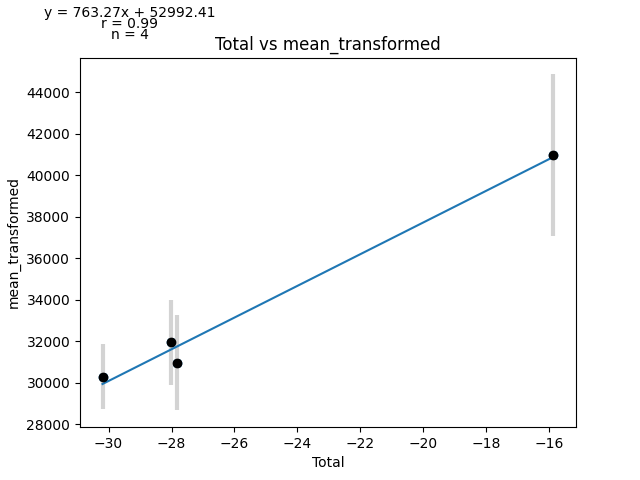 y = 763.27x + 52992.41
r = 0.99
n = 4
Total vs mean_transformed
44000
42000
40000
38000
36000
34000
32000
30000
28000
mean_transformed
−30
−28
−26
−24
−22
−20
−18
−16
Total